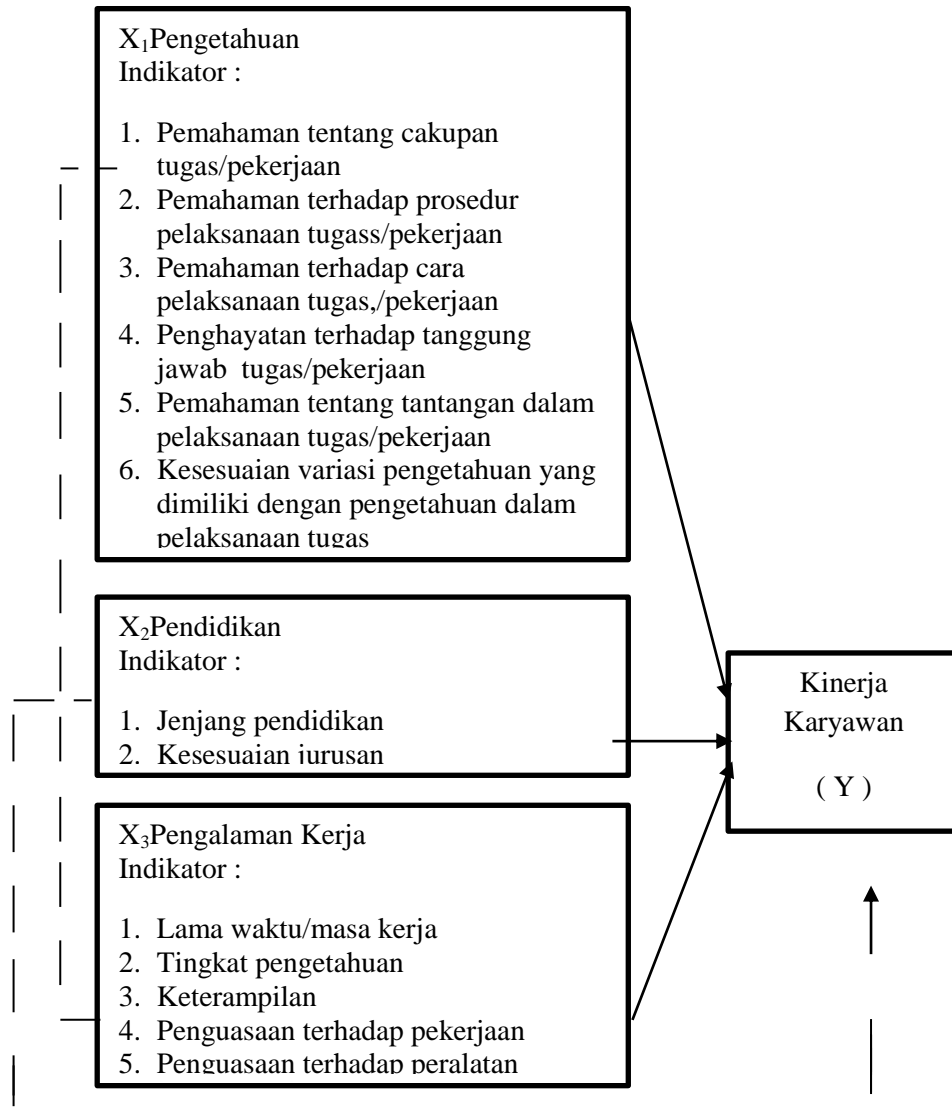 X₁Pengetahuan
Indikator :
1. Pemahaman tentang cakupan
tugas/pekerjaan
2. Pemahaman terhadap prosedur
pelaksanaan tugass/pekerjaan
3. Pemahaman terhadap cara
pelaksanaan tugas,/pekerjaan
4. Penghayatan terhadap tanggung
jawab tugas/pekerjaan
5. Pemahaman tentang tantangan dalam
pelaksanaan tugas/pekerjaan
6. Kesesuaian variasi pengetahuan yang
dimiliki dengan pengetahuan dalam
pelaksanaan tugas
X₂Pendidikan
Indikator :
1. Jenjang pendidikan
2. Kesesuaian jurusan
X₃Pengalaman Kerja
Indikator :
1. Lama waktu/masa kerja
2. Tingkat pengetahuan
3. Keterampilan
4. Penguasaan terhadap pekerjaan
5. Penguasaan terhadap peralatan
Kinerja
Karyawan
( Y )